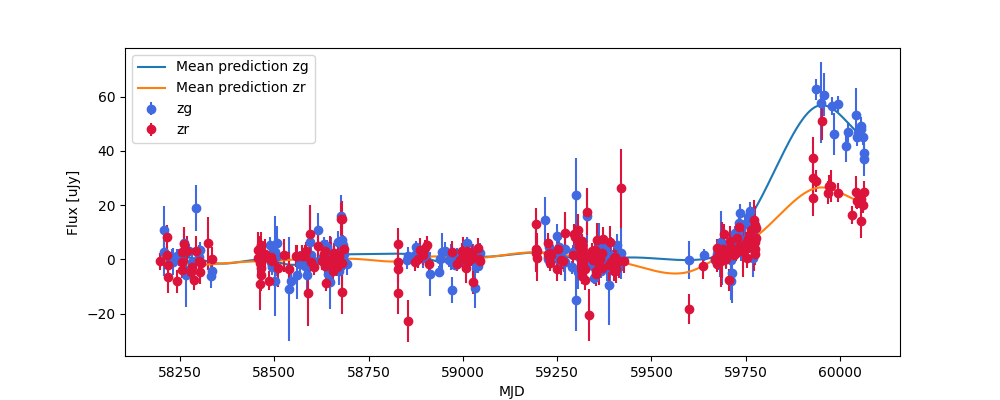 Mean prediction zg
Mean prediction zr
zg
zr
Flux [uJy]
60
40
20
0
−20
58250 58500 58750 59000 59250 59500 59750 60000
MJD